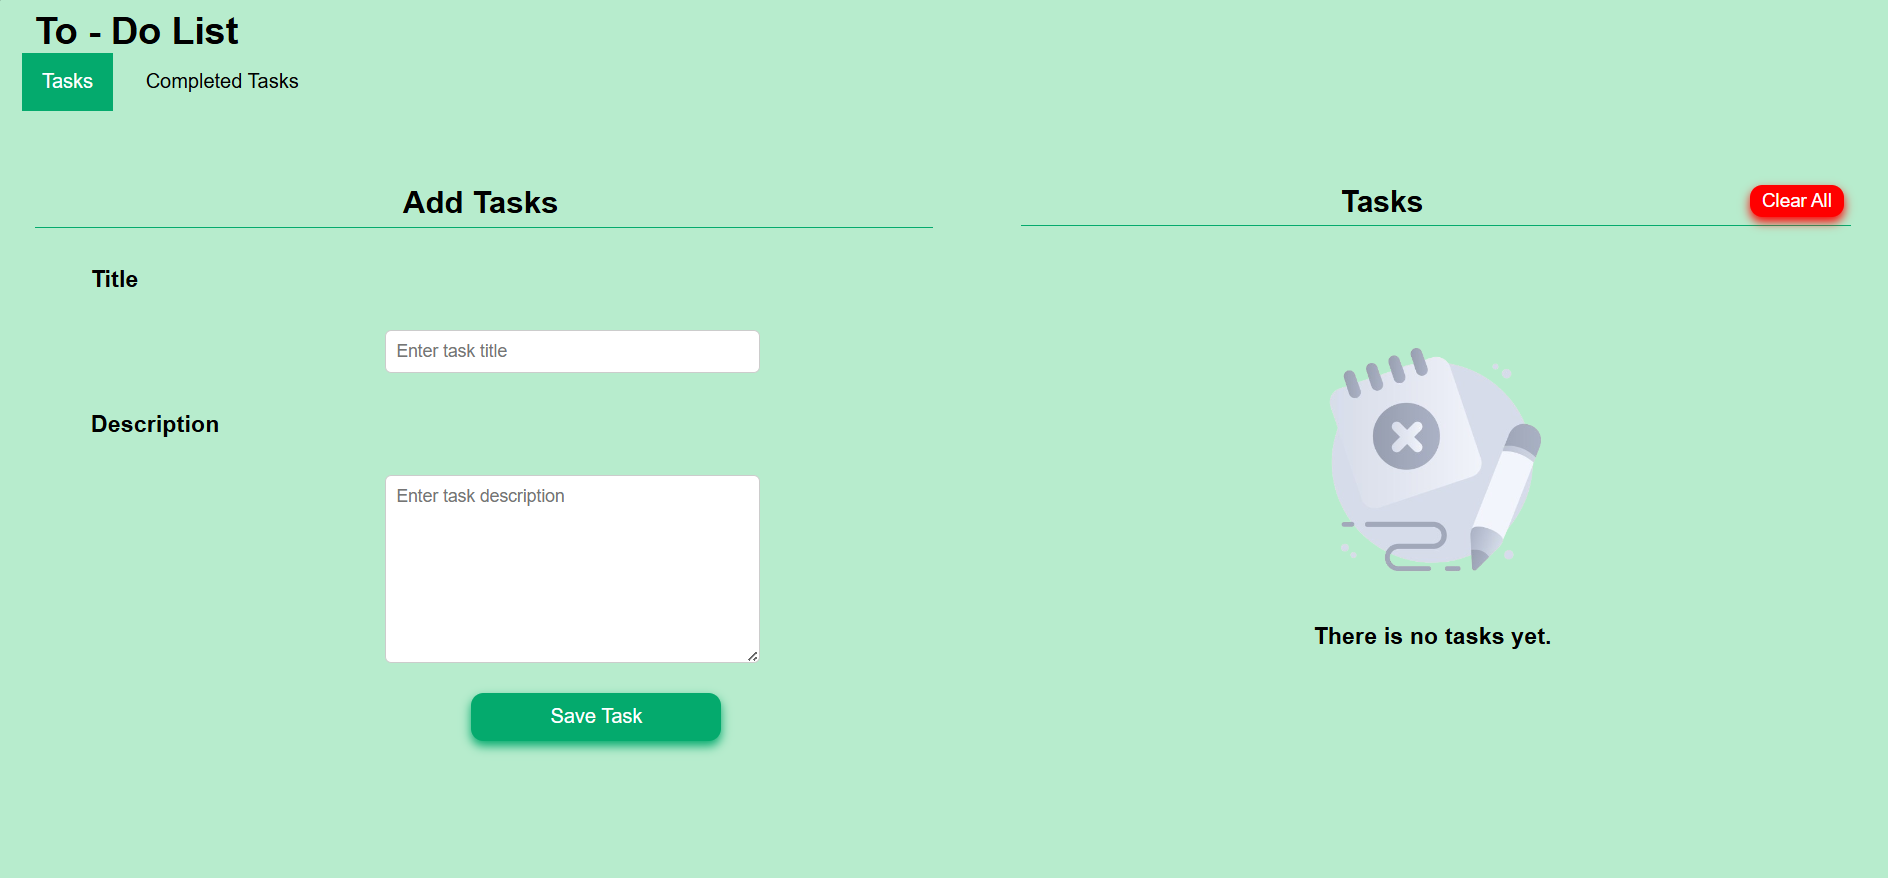 To - Do List
Tasks
Completed Tasks
Add Tasks
Title
Enter task title
Description
Enter task description
Save Task
Tasks
Clear All
There is no tasks yet.